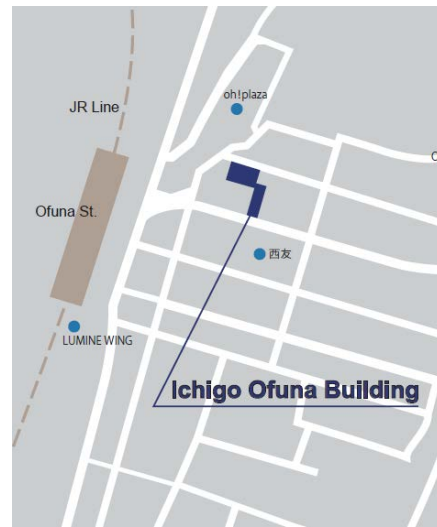 oh!plaza
JR Line
Ofuna St.
西友
LUMINE WING
Ichigo Ofuna Building